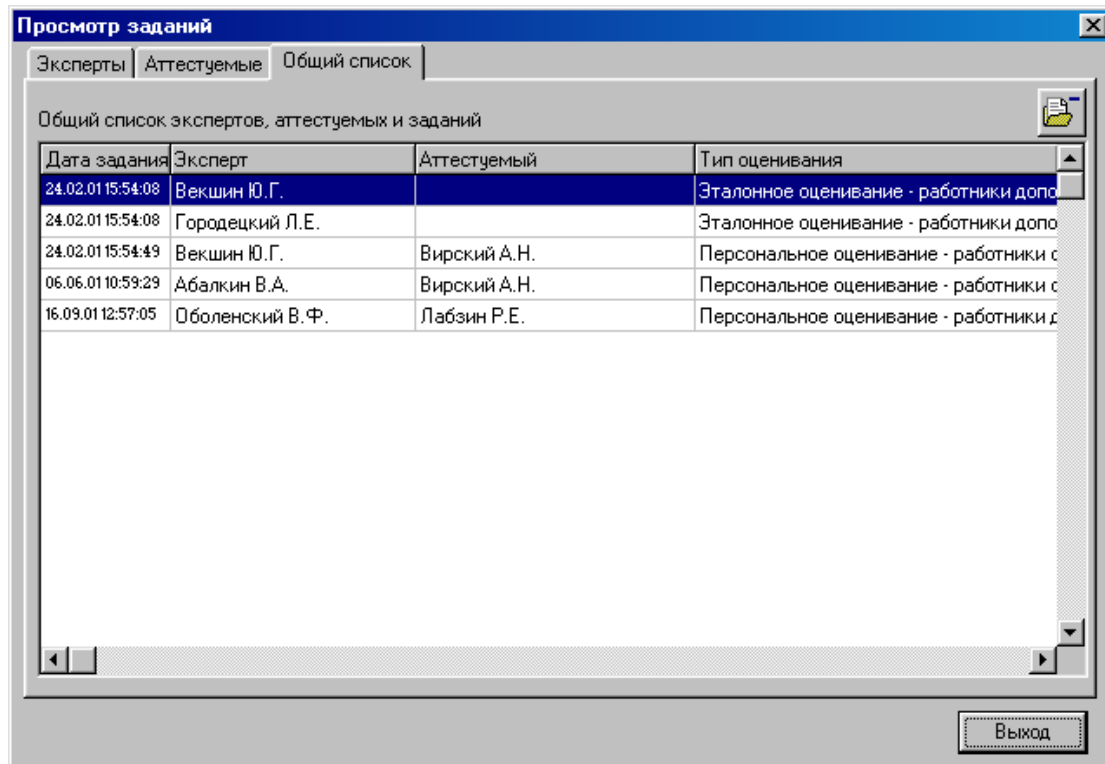 Просмотр заданий
Эксперты Аттестуемые Общий список
Общий список экспертов, аттестуемых и заданий
Дата задания Эксперт Аттестуемый Тип оценивания
24.02.01 15:54:08 Векшин Ю.Г. Эталонное оценивание - работники допо
24.02.01 15:54:08 Городецкий Л.Е. Эталонное оценивание - работники допо
24.02.01 15:54:49 Векшин Ю.Г. Вирский А.Н. Персональное оценивание - работники с
06.06.01 10:59:29 Абалкин В.А. Вирский А.Н. Персональное оценивание - работники с
16.09.01 12:57:05 Оболенский В.Ф. Лабзин Р.Е. Персональное оценивание - работники д
Выход